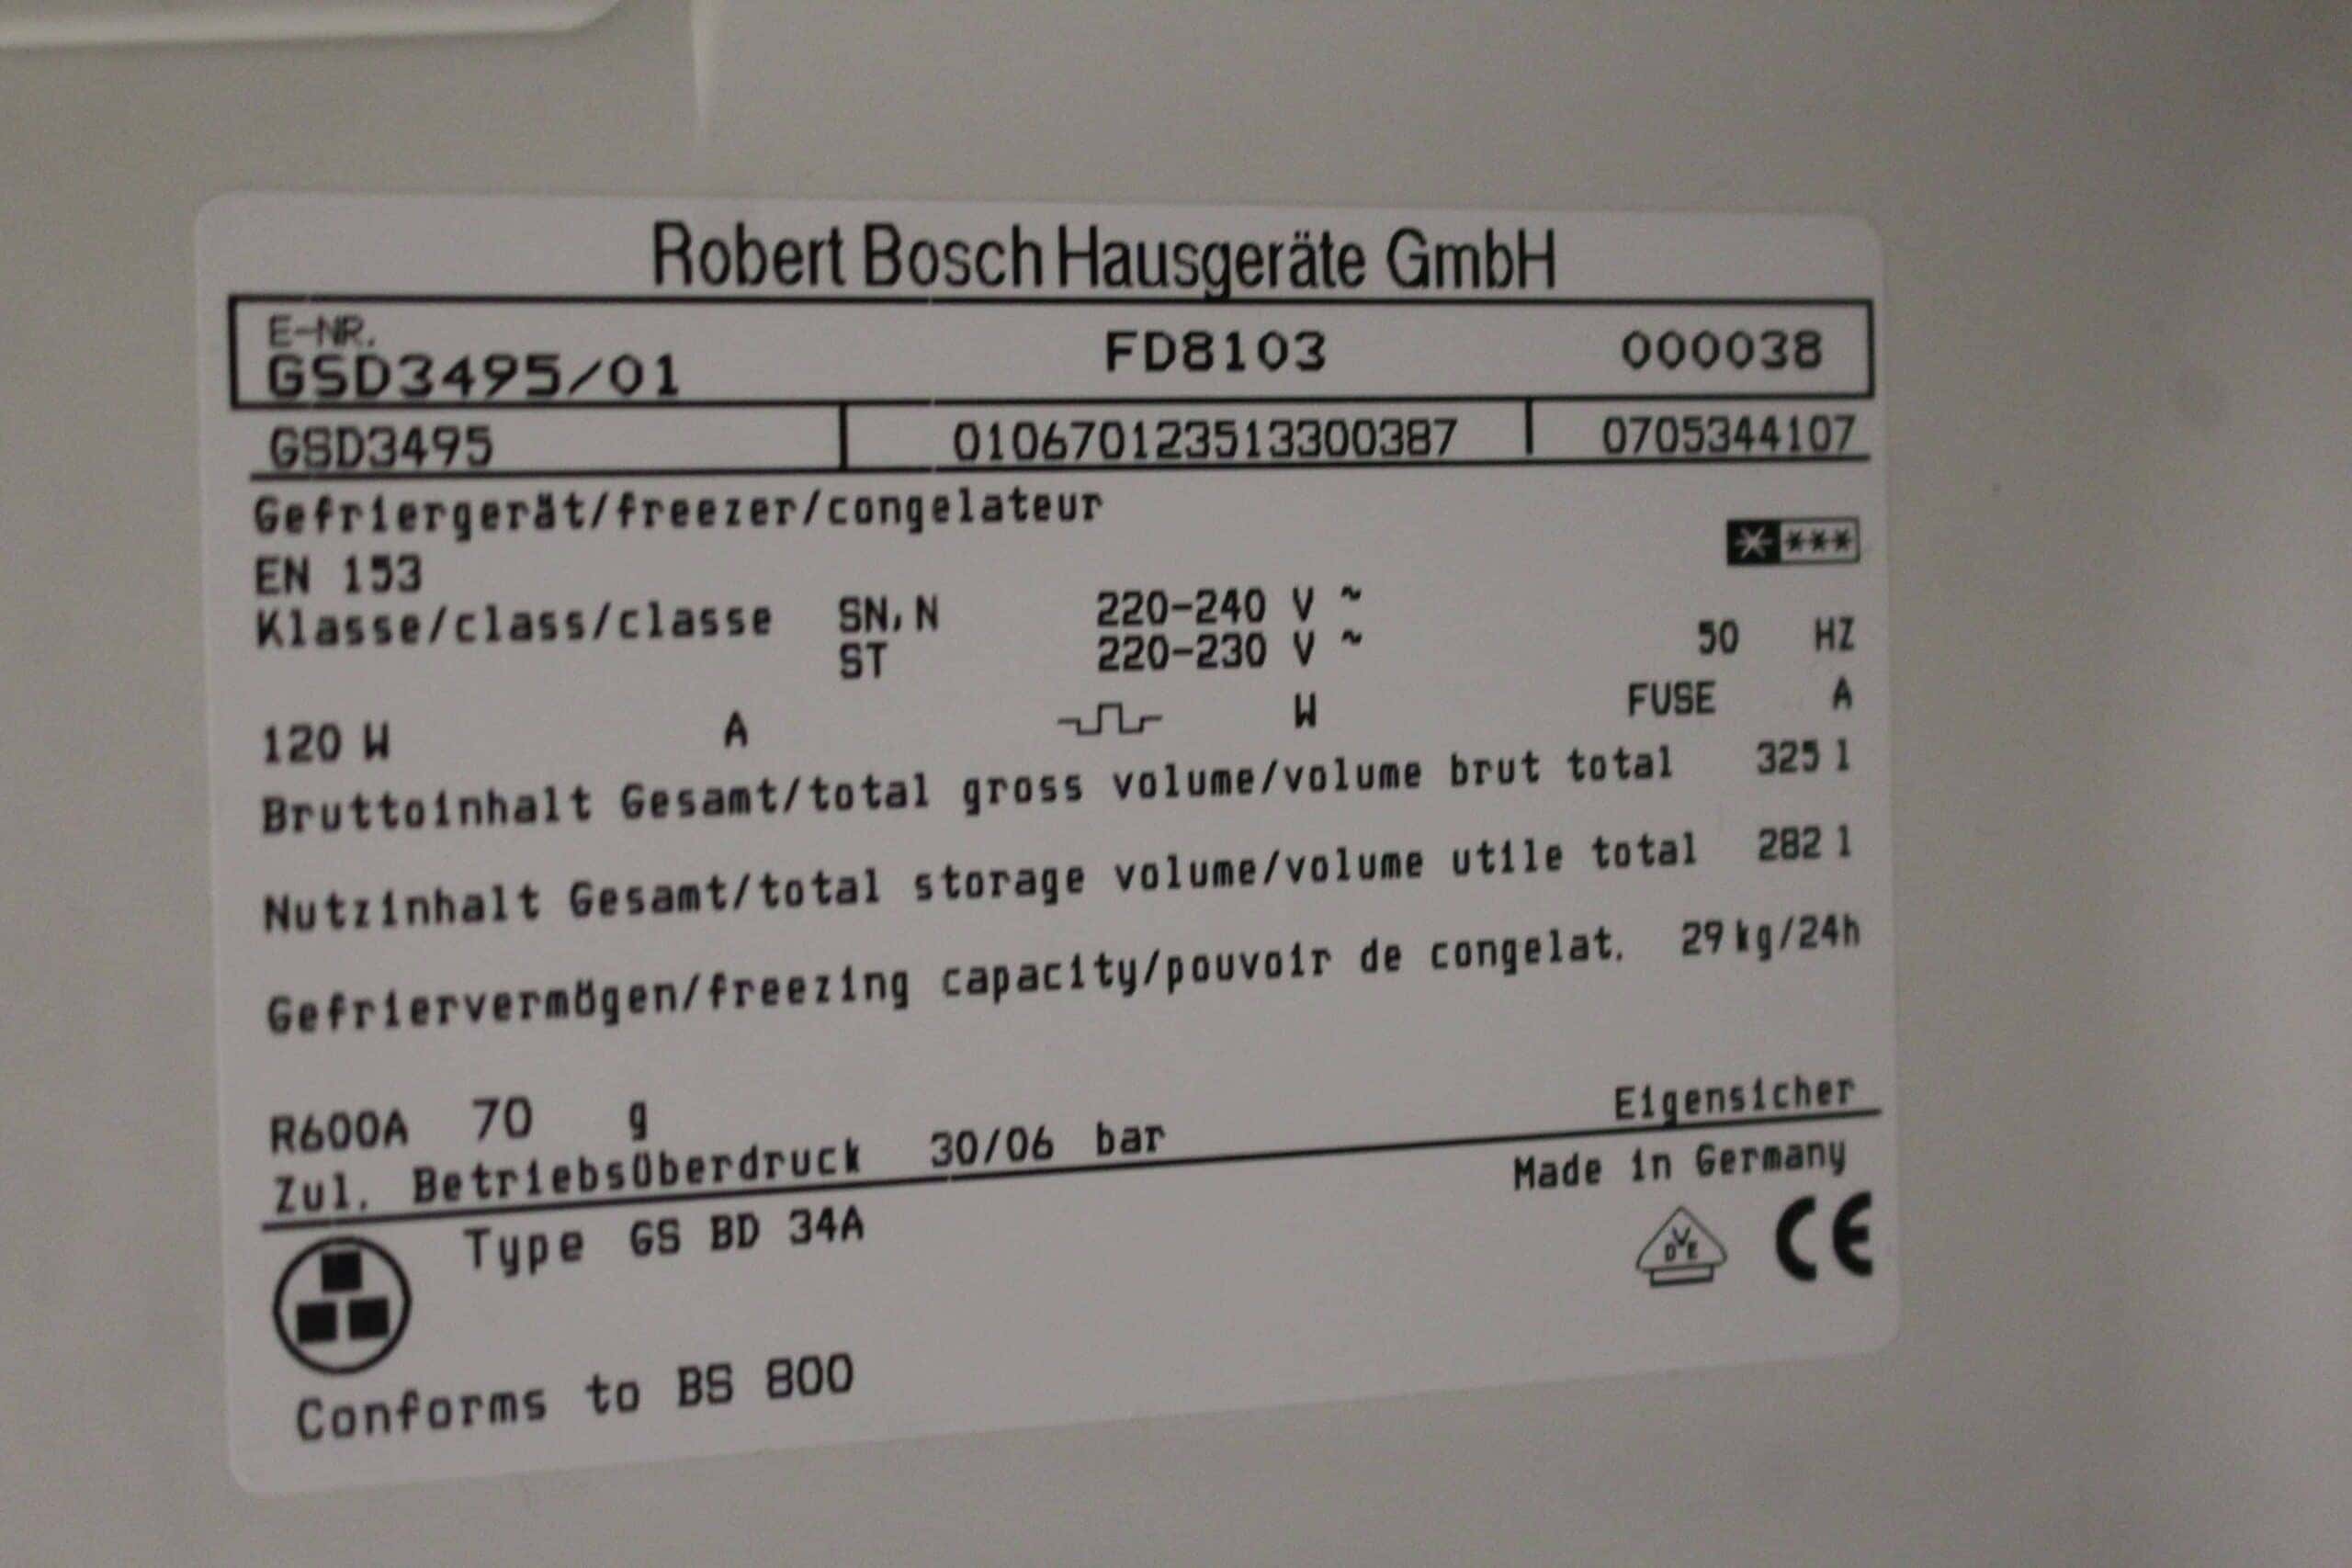 Robert Bosch Hausgeräte GmbH
E-NR.
GSD3495/01 FD8103 000038
GSD3495 010670123513300387 0705344107
Gefriergerät/freezer/congelateur
* ***
EN 153
Klasse/class/classe SN,N 220-240 V ~
ST 220-230 V ~ 50 HZ
120 W A W FUSE A
Bruttoinhalt Gesamt/total gross volume/volume brut total 325 l
Nutzinhalt Gesamt/total storage volume/volume utile total 282 l
Gefriervermögen/freezing capacity/pouvoir de congelat. 29 kg/24h
R600A 70 g Eigensicher
Zul. Betriebsüberdruck 30/06 bar
Made in Germany
Type GS BD 34A
DVE CE
Conforms to BS 800